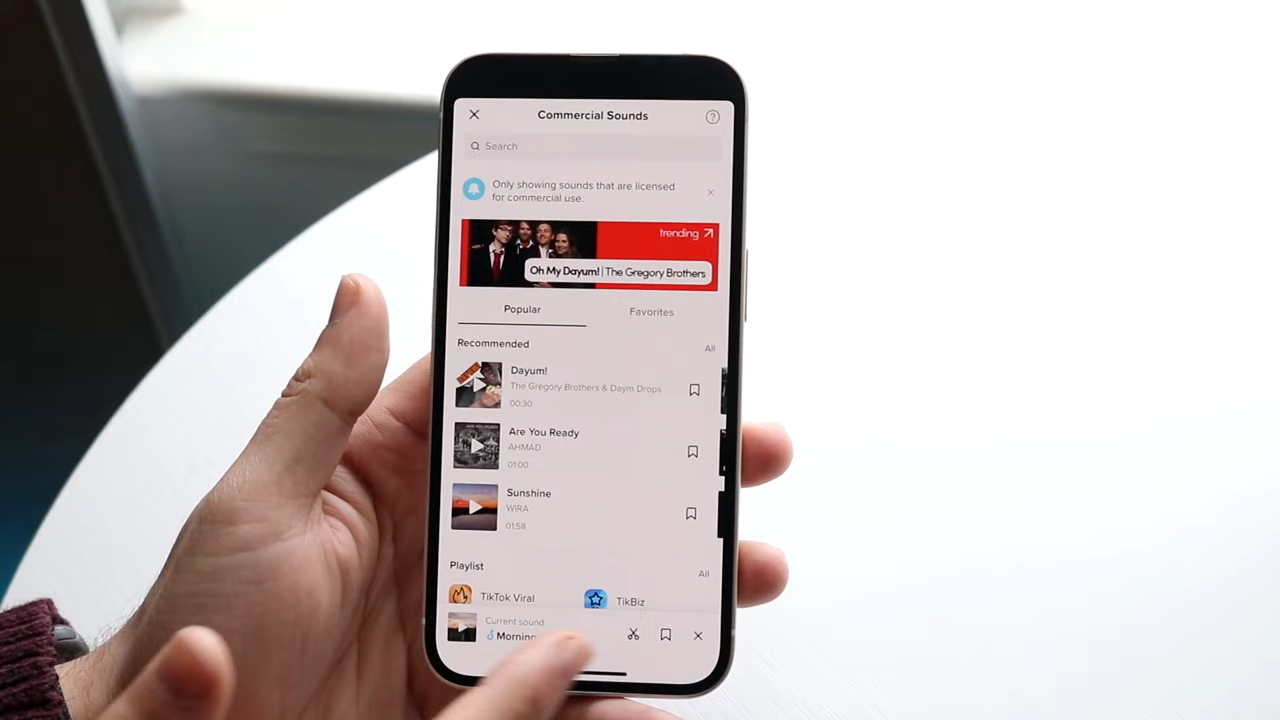 Commercial Sounds
?
Search
Only showing sounds that are licensed
for commercial use.
trending
Oh My Dayum! | The Gregory Brothers
Popular
Favorites
Recommended
All
Dayum!
The Gregory Brothers & Daym Drops
00:30
Are You Ready
AHMAD
01:00
Sunshine
WIRA
01:58
Playlist
All
TikTok Viral
TikBiz
Current sound